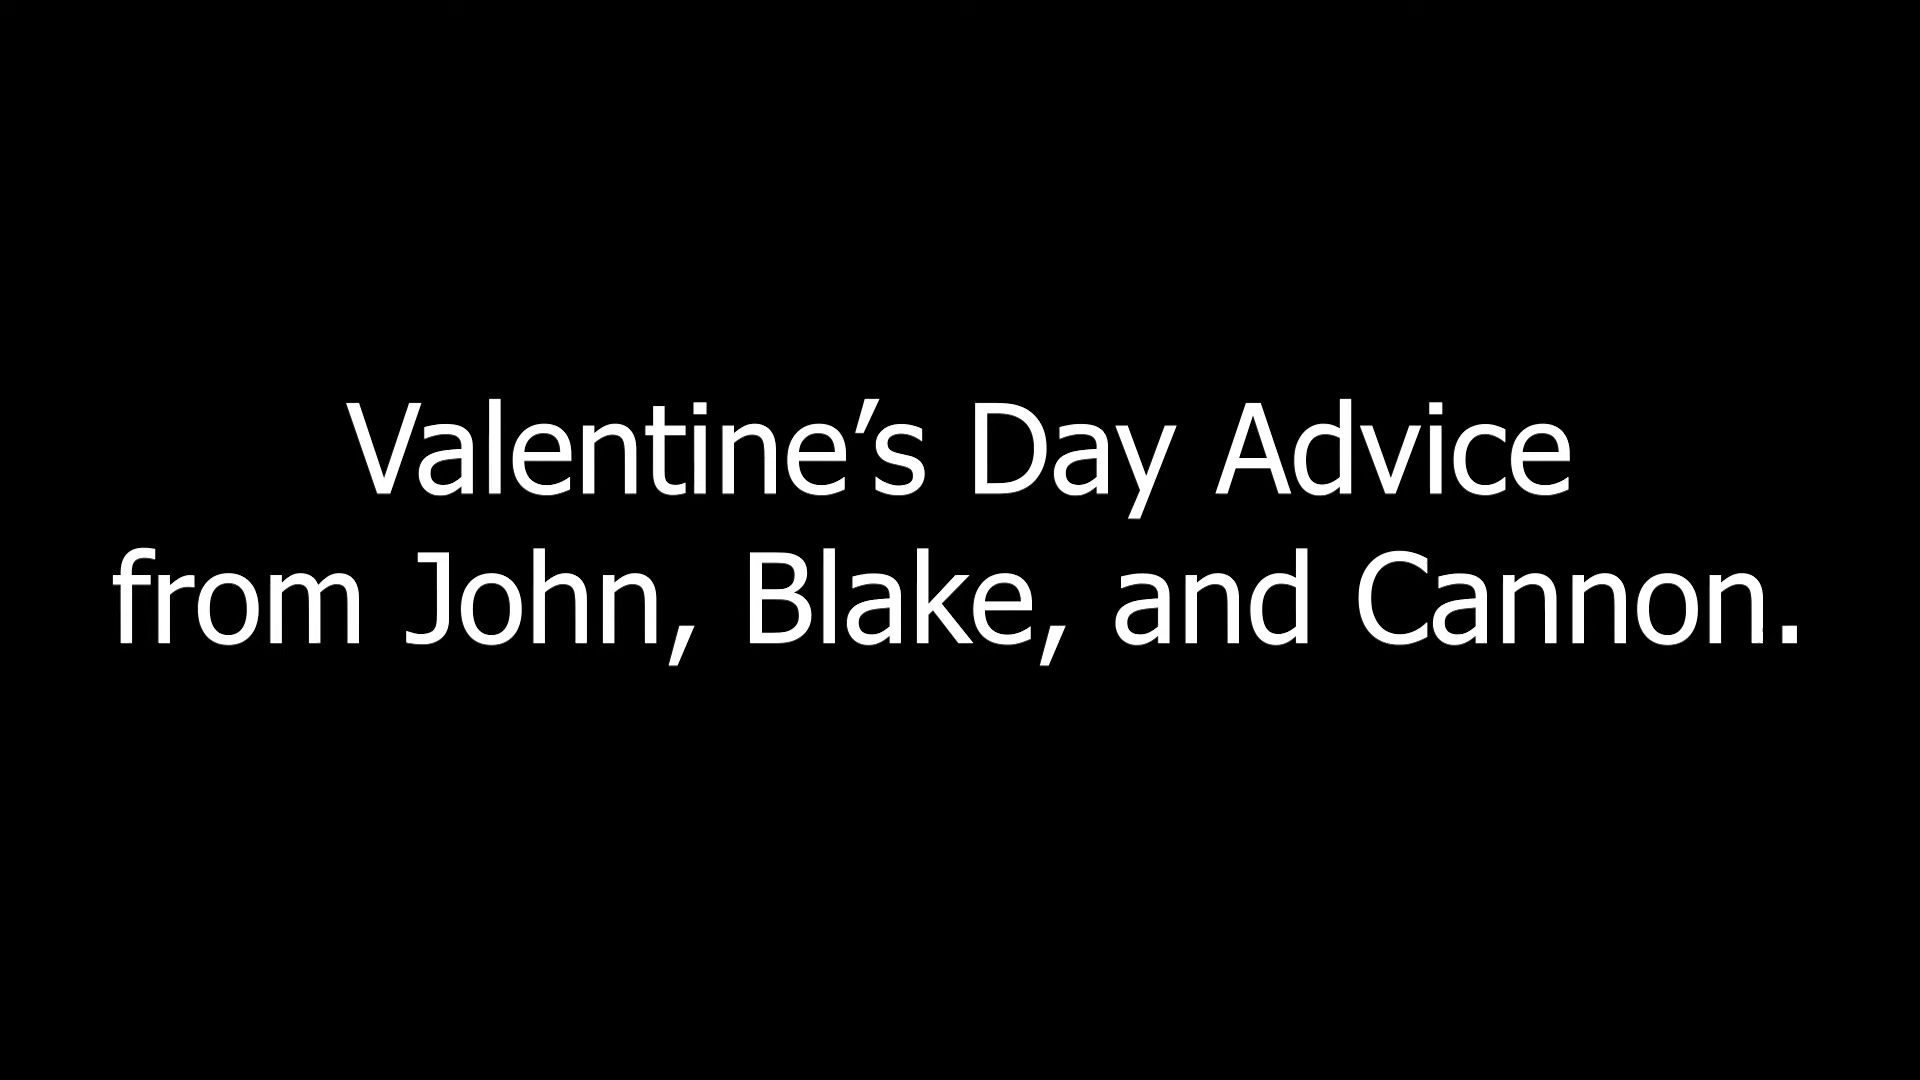 Valentine’s Day Advice
from John, Blake, and Cannon.